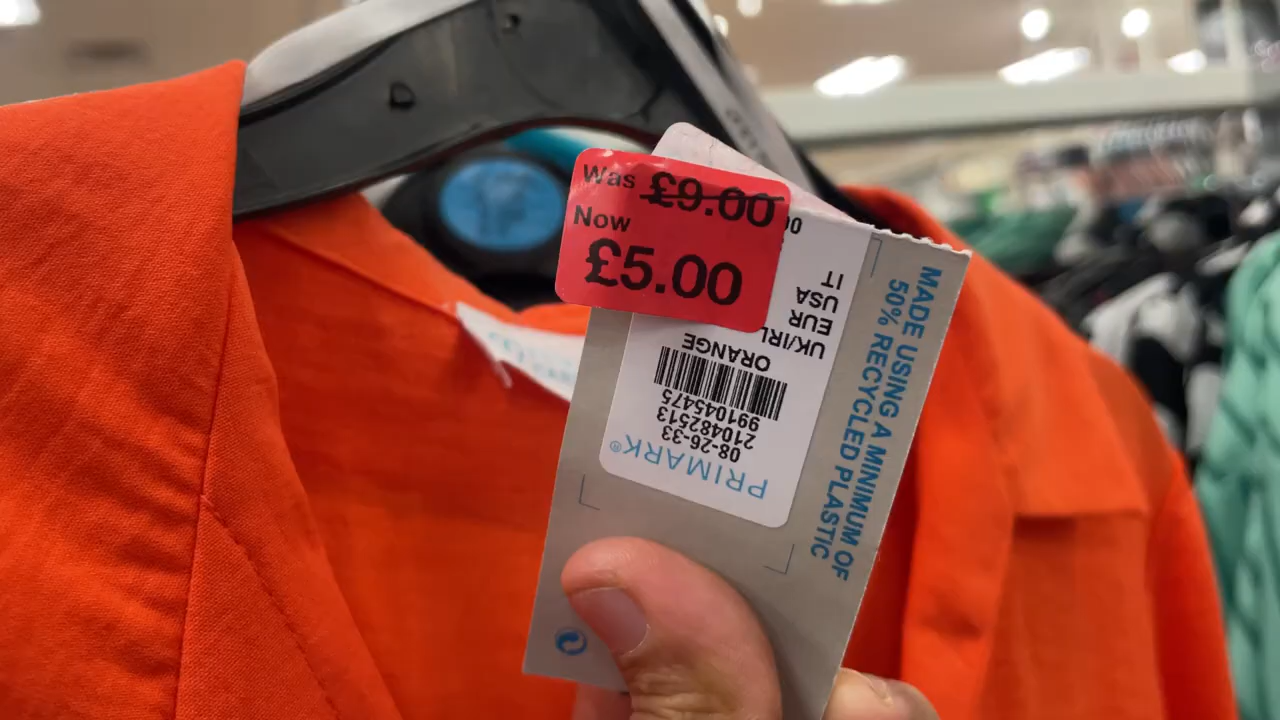 Was £9.00
Now
£5.00
MADE USING A MINIMUM OF
50% RECYCLED PLASTIC
PRIMARK®
08-26-33
210482513
991045475
ORANGE
UK/IRL
EUR
USA
IT
00